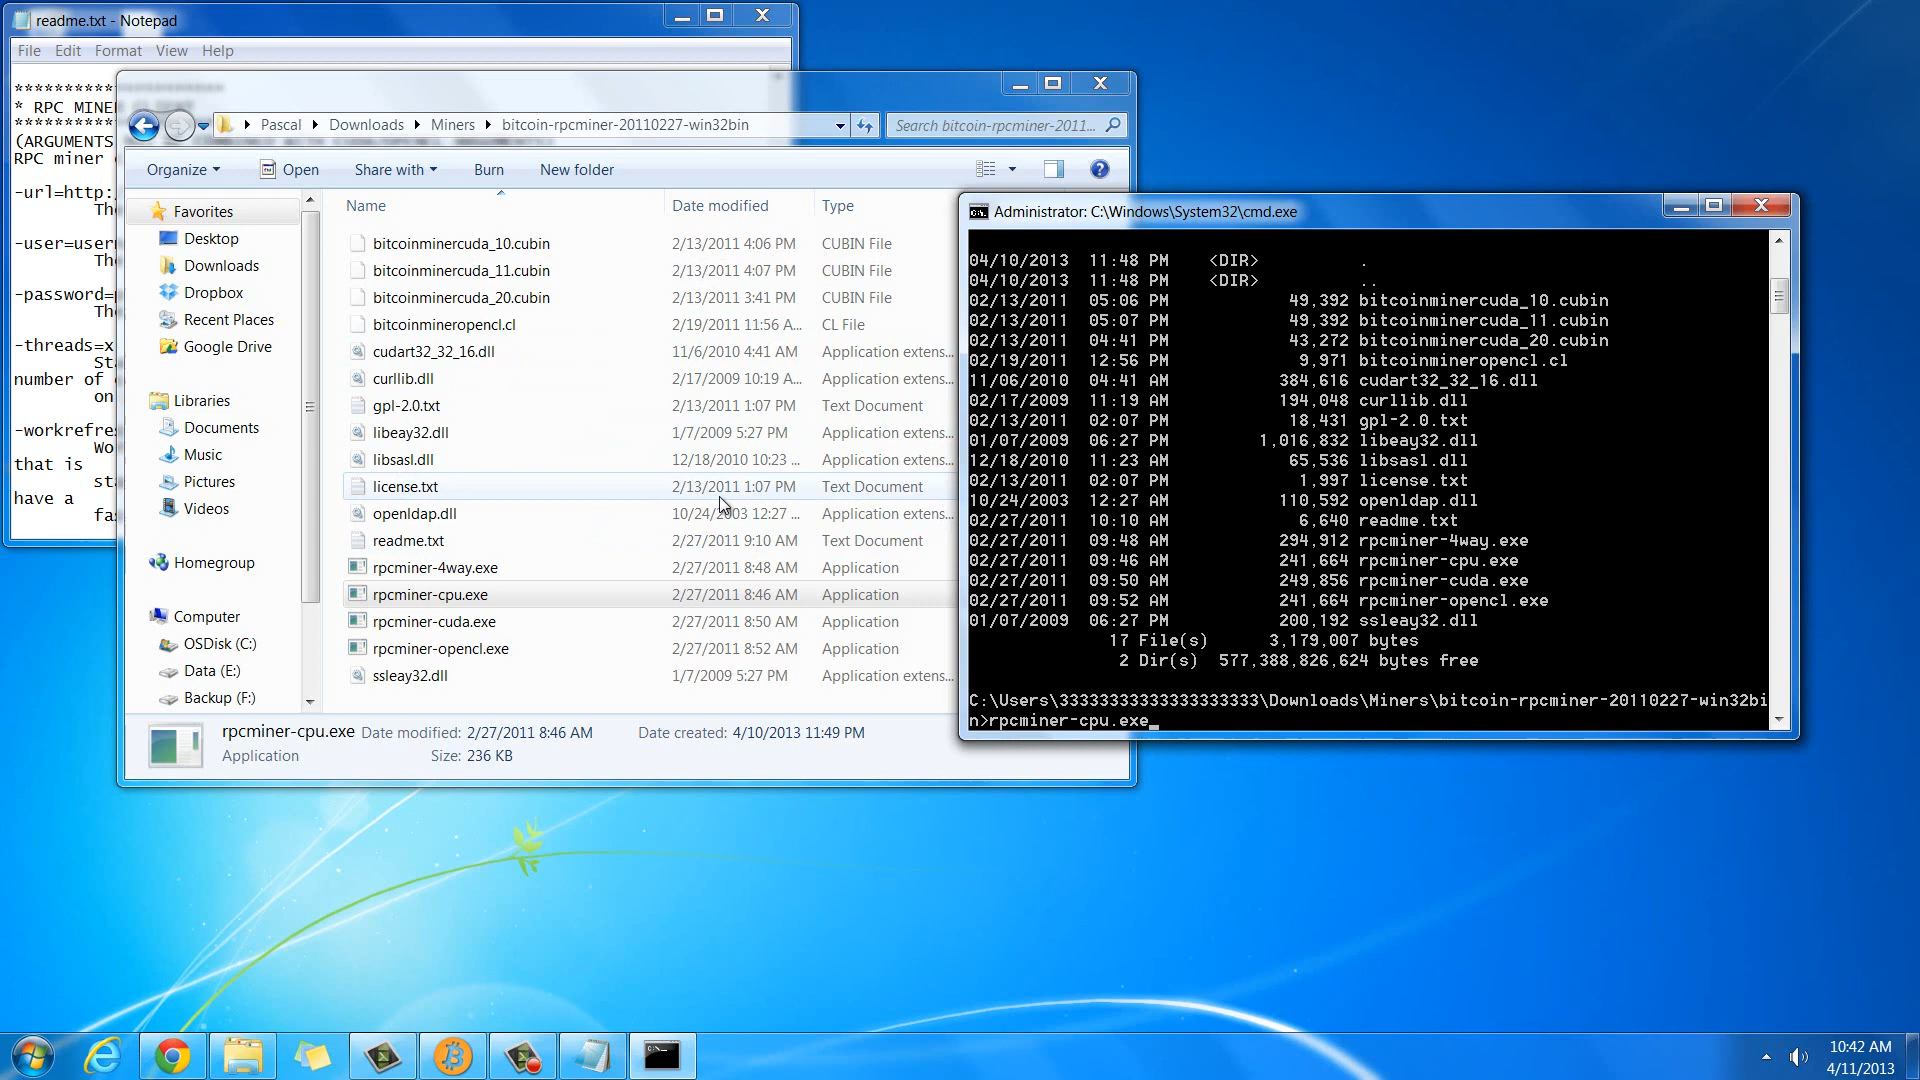 readme.txt - Notepad
File Edit Format View Help
************
* RPC MINER
************
(ARGUMENTS
RPC miner
-url=http:
Th
-user=user
Th
-password=
Th
-threads=x
St
number of
on
-workrefre
Wo
that is
st
have a
fa
Pascal Downloads Miners bitcoin-rpcminer-20110227-win32bin
Search bitcoin-rpcminer-2011...
Organize Open Share with Burn New folder
Favorites
Desktop
Downloads
Dropbox
Recent Places
Google Drive
Libraries
Documents
Music
Pictures
Videos
Homegroup
Computer
OSDisk (C:)
Data (E:)
Backup (F:)
Name Date modified Type
bitcoinminercuda_10.cubin 2/13/2011 4:06 PM CUBIN File
bitcoinminercuda_11.cubin 2/13/2011 4:07 PM CUBIN File
bitcoinminercuda_20.cubin 2/13/2011 3:41 PM CUBIN File
bitcoinmineropencl.cl 2/19/2011 11:56 A... CL File
cudart32_32_16.dll 11/6/2010 4:41 AM Application extens...
curllib.dll 2/17/2009 10:19 A... Application extens...
gpl-2.0.txt 2/13/2011 1:07 PM Text Document
libeay32.dll 1/7/2009 5:27 PM Application extens...
libsasl.dll 12/18/2010 10:23 ... Application extens...
license.txt 2/13/2011 1:07 PM Text Document
openldap.dll 10/24/2003 12:27 ... Application extens...
readme.txt 2/27/2011 9:10 AM Text Document
rpcminer-4way.exe 2/27/2011 8:48 AM Application
rpcminer-cpu.exe 2/27/2011 8:46 AM Application
rpcminer-cuda.exe 2/27/2011 8:50 AM Application
rpcminer-opencl.exe 2/27/2011 8:52 AM Application
ssleay32.dll 1/7/2009 5:27 PM Application extens...
rpcminer-cpu.exe Date modified: 2/27/2011 8:46 AM Date created: 4/10/2013 11:49 PM
Application Size: 236 KB
Administrator: C:\Windows\System32\cmd.exe
04/10/2013 11:48 PM <DIR> .
04/10/2013 11:48 PM <DIR> ..
02/13/2011 05:06 PM 49,392 bitcoinminercuda_10.cubin
02/13/2011 05:07 PM 49,392 bitcoinminercuda_11.cubin
02/13/2011 04:41 PM 43,272 bitcoinminercuda_20.cubin
02/19/2011 12:56 PM 9,971 bitcoinmineropencl.cl
11/06/2010 04:41 AM 384,616 cudart32_32_16.dll
02/17/2009 11:19 AM 194,048 curllib.dll
02/13/2011 02:07 PM 18,431 gpl-2.0.txt
01/07/2009 06:27 PM 1,016,832 libeay32.dll
12/18/2010 11:23 AM 65,536 libsasl.dll
02/13/2011 02:07 PM 1,997 license.txt
10/24/2003 12:27 AM 110,592 openldap.dll
02/27/2011 10:10 AM 6,640 readme.txt
02/27/2011 09:48 AM 294,912 rpcminer-4way.exe
02/27/2011 09:46 AM 241,664 rpcminer-cpu.exe
02/27/2011 09:50 AM 249,856 rpcminer-cuda.exe
02/27/2011 09:52 AM 241,664 rpcminer-opencl.exe
01/07/2009 06:27 PM 200,192 ssleay32.dll
17 File(s) 3,179,007 bytes
2 Dir(s) 577,388,826,624 bytes free
C:\Users\33333333333333333333\Downloads\Miners\bitcoin-rpcminer-20110227-win32bi
n>rpcminer-cpu.exe_
10:42 AM
4/11/2013